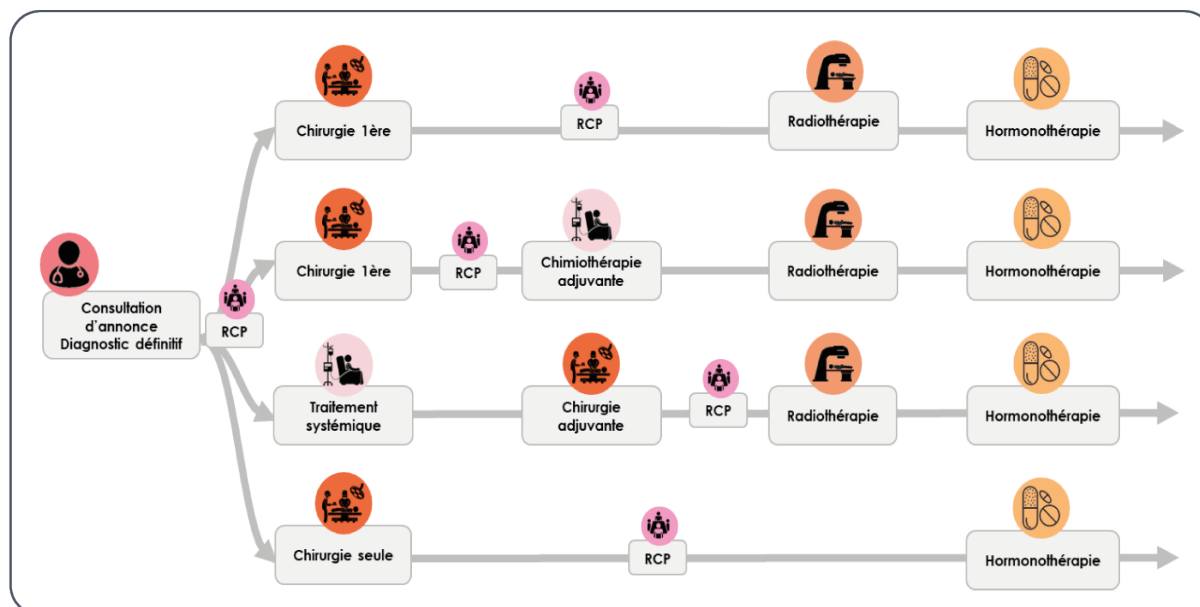 Chirurgie 1ère
RCP
Radiothérapie
Hormonothérapie
Chirurgie 1ère
RCP
Chimiothérapie
adjuvante
Radiothérapie
Hormonothérapie
Consultation
d'annonce
Diagnostic définitif
RCP
Traitement
systémique
Chirurgie
adjuvante
RCP
Radiothérapie
Hormonothérapie
Chirurgie seule
RCP
Hormonothérapie